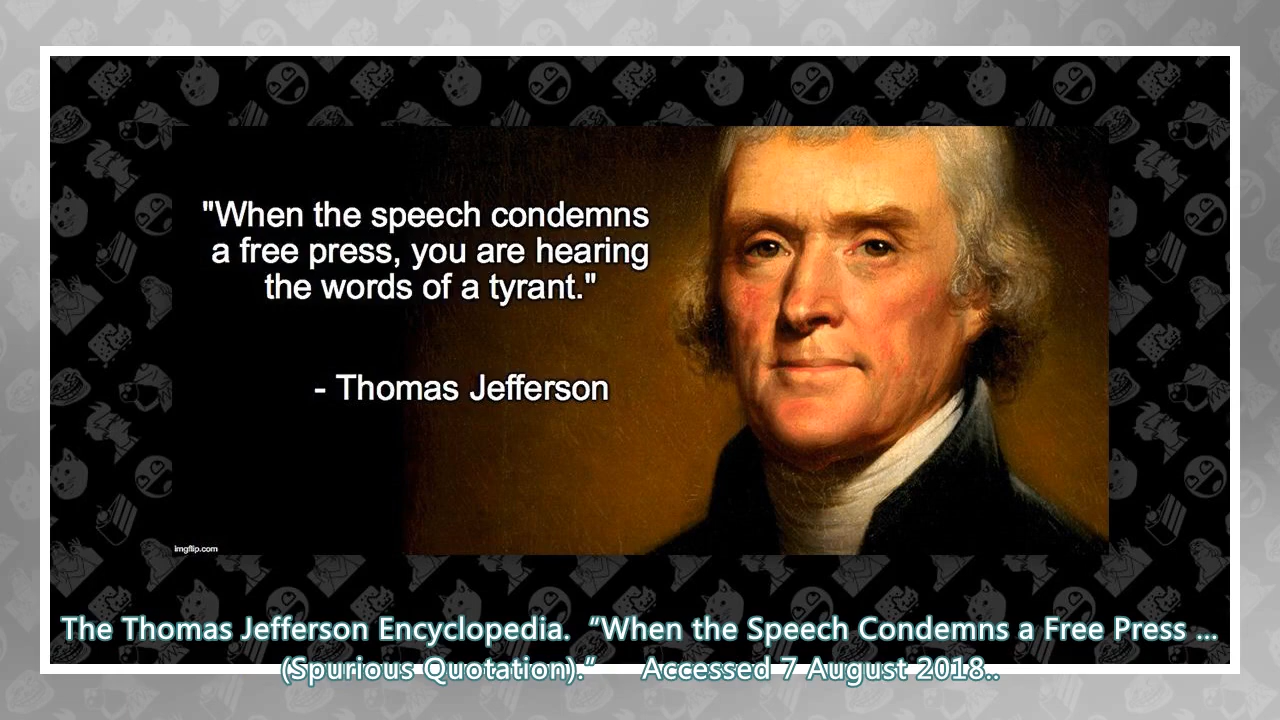 "When the speech condemns
a free press, you are hearing
the words of a tyrant."
- Thomas Jefferson
imgflip.com
The Thomas Jefferson Encyclopedia. “When the Speech Condemns a Free Press ...
(Spurious Quotation).” Accessed 7 August 2018..